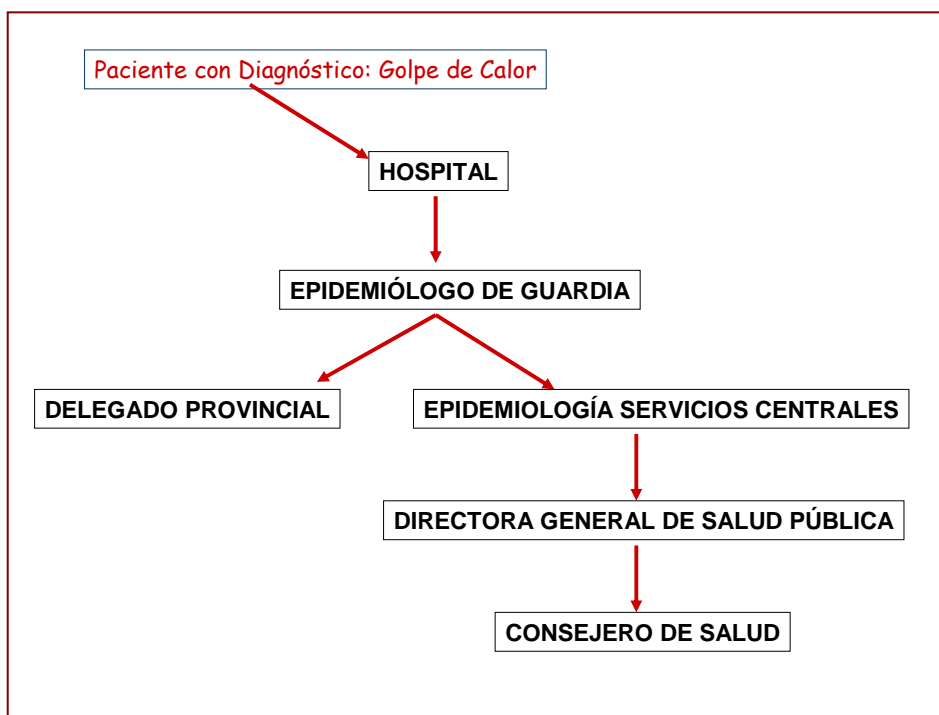 Paciente con Diagnóstico: Golpe de Calor
HOSPITAL
EPIDEMIÓLOGO DE GUARDIA
DELEGADO PROVINCIAL
EPIDEMIOLOGÍA SERVICIOS CENTRALES
DIRECTORA GENERAL DE SALUD PÚBLICA
CONSEJERO DE SALUD